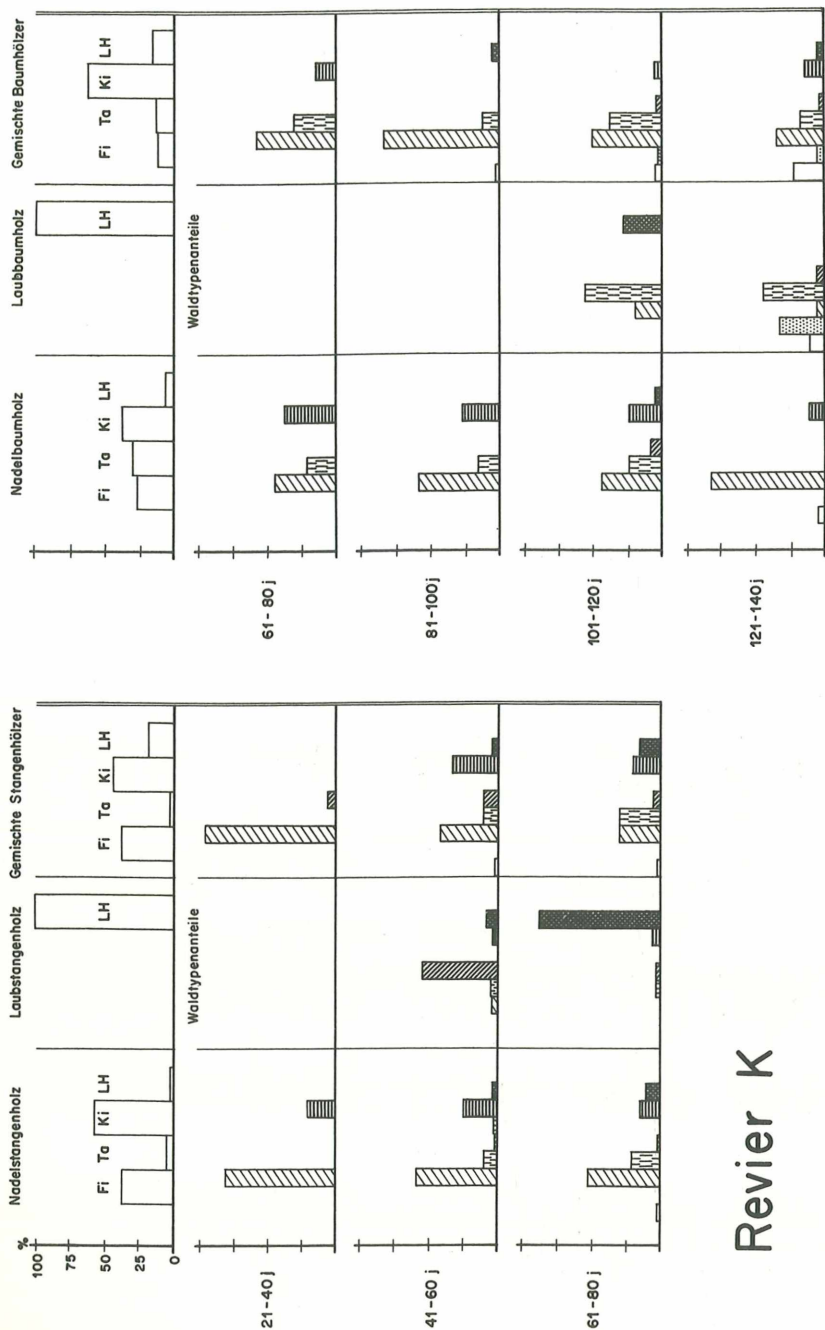 Nadelstangenholz Laubstangenholz Gemischte Stangenhölzer
%
100
75
50
25
0
Fi Ta Ki LH
LH
Fi Ta Ki LH
Waldtypenanteile
21-40 j
41-60 j
61-80 j
Revier K
Nadelbaumholz Laubbaumholz Gemischte Baumhölzer
Fi Ta Ki LH
LH
Fi Ta Ki LH
Waldtypenanteile
61-80 j
81-100 j
101-120 j
121-140 j